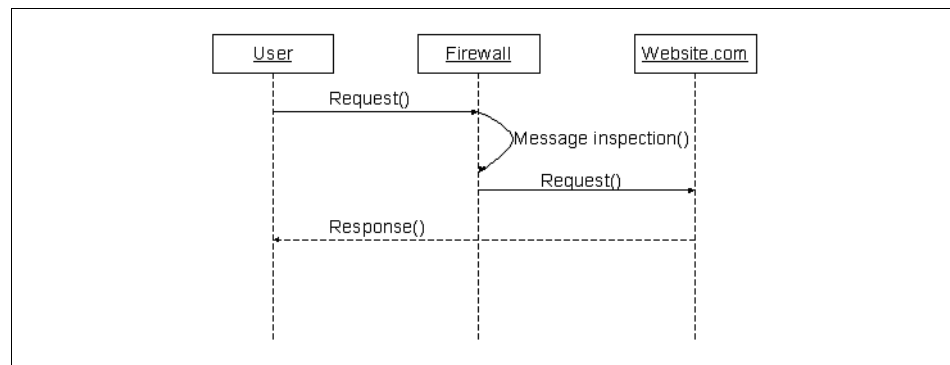 User
Firewall
Website.com
Request()
Message inspection()
Request()
Response()